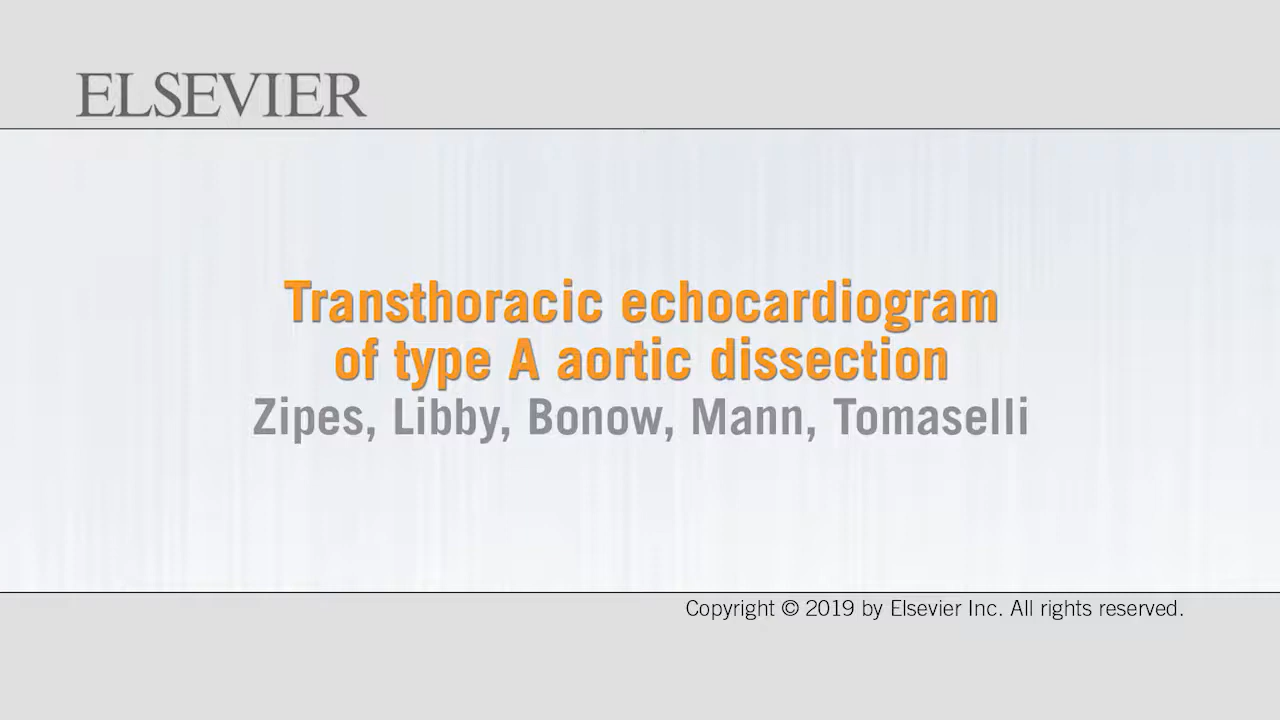 ELSEVIER
Transthoracic echocardiogram
of type A aortic dissection
Zipes, Libby, Bonow, Mann, Tomaselli
Copyright © 2019 by Elsevier Inc. All rights reserved.